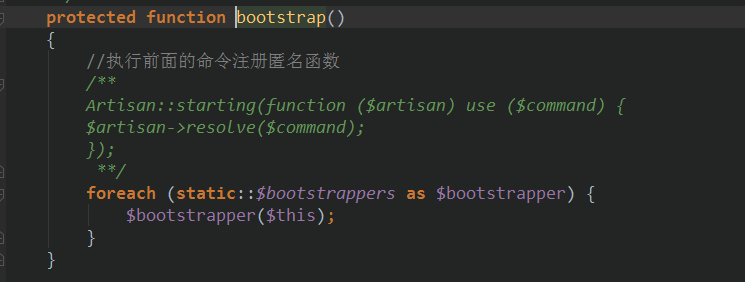 protected function bootstrap()
{
//执行前面的命令注册匿名函数
/**
Artisan::starting(function ($artisan) use ($command) {
$artisan->resolve($command);
});
**/
foreach (static::$bootstrappers as $bootstrapper) {
$bootstrapper($this);
}
}